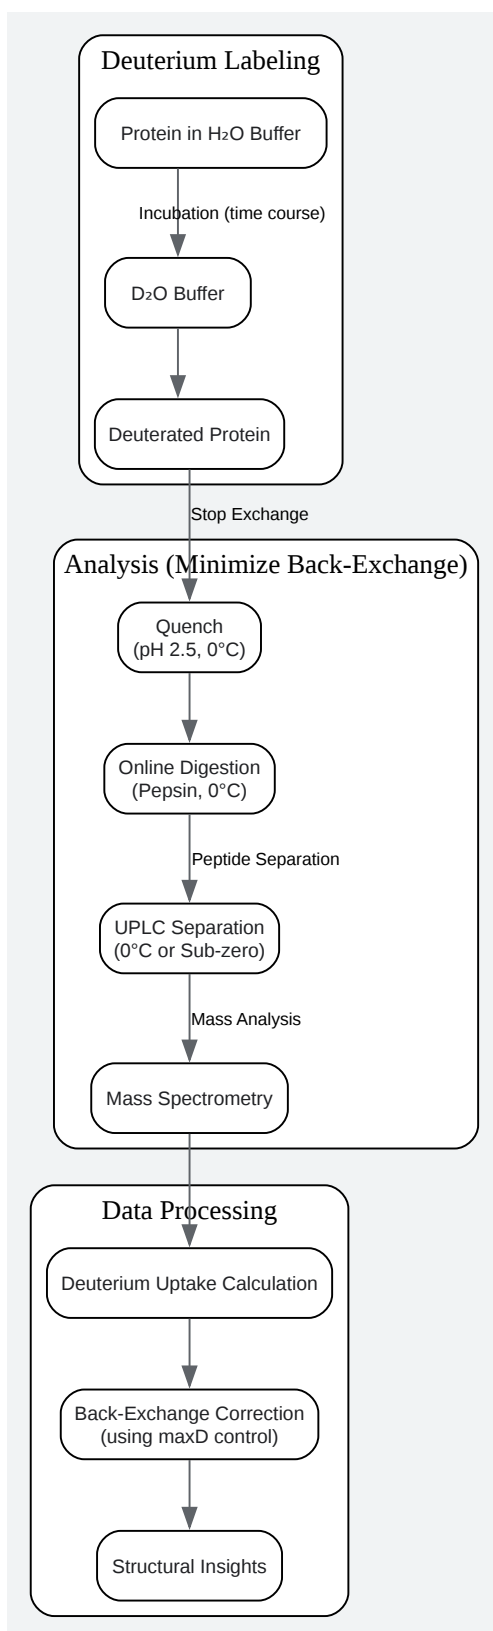 Deuterium Labeling
Protein in H₂O Buffer
Incubation (time course)
D₂O Buffer
Deuterated Protein
Stop Exchange
Analysis (Minimize Back-Exchange)
Quench
(pH 2.5, 0°C)
Online Digestion
(Pepsin, 0°C)
Peptide Separation
UPLC Separation
(0°C or Sub-zero)
Mass Analysis
Mass Spectrometry
Data Processing
Deuterium Uptake Calculation
Back-Exchange Correction
(using maxD control)
Structural Insights